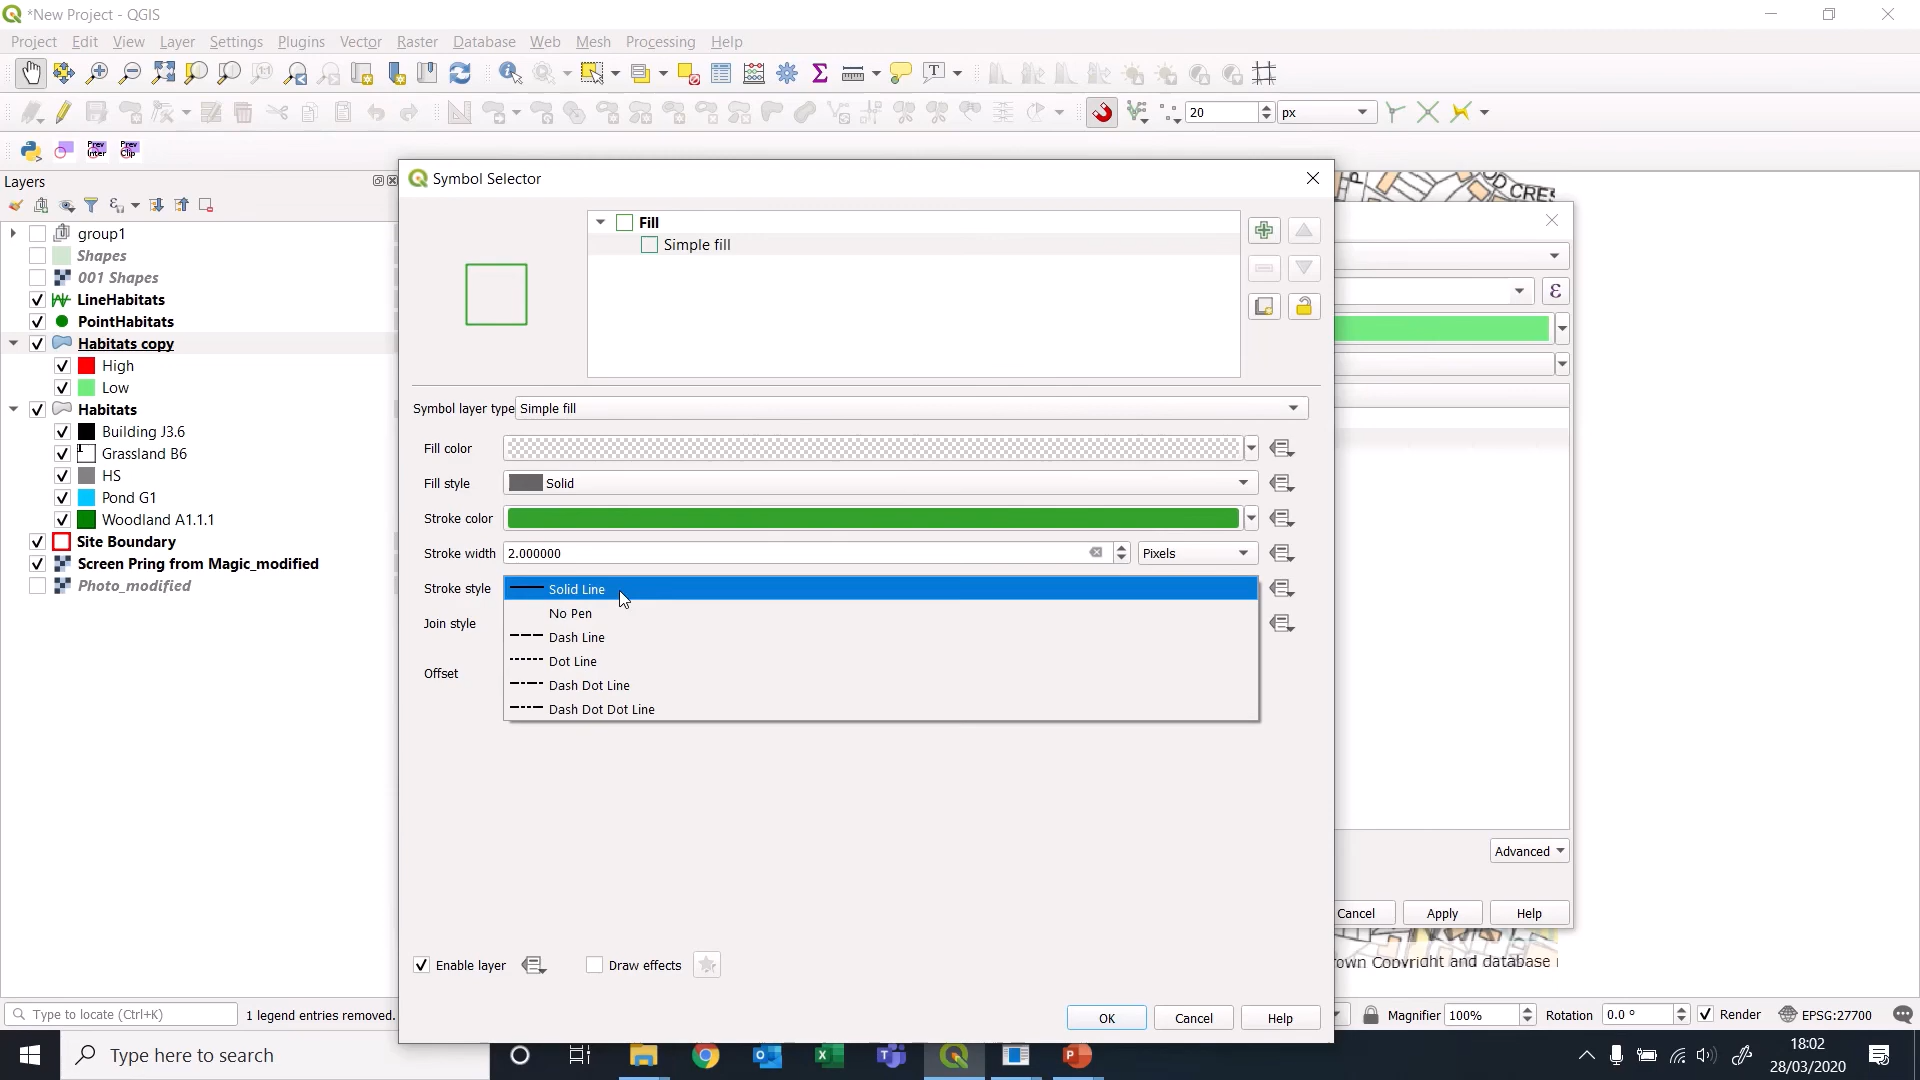 *New Project - QGIS
Project Edit View Layer Settings Plugins Vector Raster Database Web Mesh Processing Help
20 px
Prev Inter Prev Clip
Layers
group1
Shapes
001 Shapes
LineHabitats
PointHabitats
Habitats copy
High
Low
Habitats
Building J3.6
Grassland B6
HS
Pond G1
Woodland A1.1.1
Site Boundary
Screen Pring from Magic_modified
Photo_modified
Symbol Selector
Fill
Simple fill
Symbol layer type Simple fill
Fill color
Fill style Solid
Stroke color
Stroke width 2.000000 Pixels
Stroke style Solid Line
No Pen
Join style
Dash Line
Dot Line
Offset
Dash Dot Line
Dash Dot Dot Line
Enable layer Draw effects
OK Cancel Help
Advanced
Cancel Apply Help
own Copyright and database
Type to locate (Ctrl+K) 1 legend entries removed. Magnifier 100% Rotation 0.0 ° Render EPSG:27700
Type here to search
18:02
28/03/2020